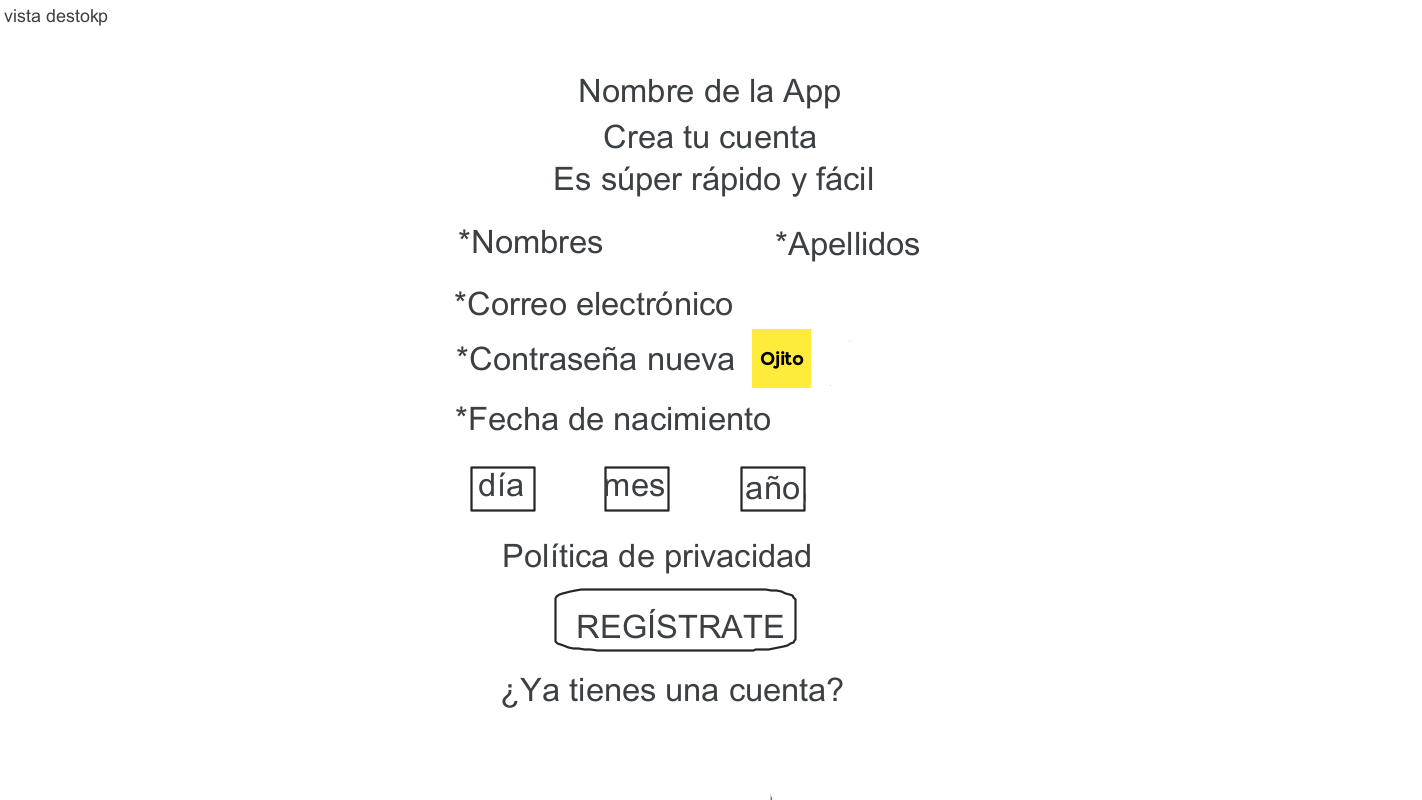 vista destokp
Nombre de la App
Crea tu cuenta
Es súper rápido y fácil
*Nombres *Apellidos
*Correo electrónico
*Contraseña nueva Ojito
*Fecha de nacimiento
día mes año
Política de privacidad
REGÍSTRATE
¿Ya tienes una cuenta?